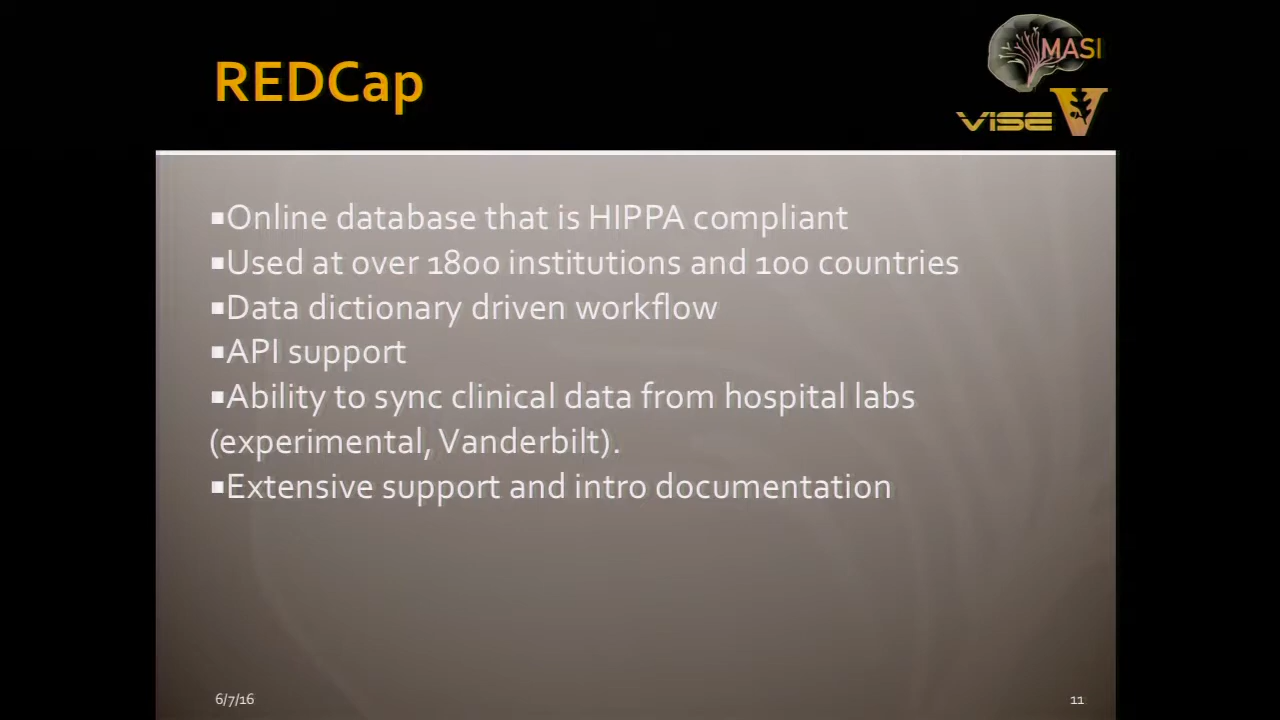 REDCap
MASI
VISE
V
▪Online database that is HIPPA compliant
▪Used at over 1800 institutions and 100 countries
▪Data dictionary driven workflow
▪API support
▪Ability to sync clinical data from hospital labs
(experimental, Vanderbilt).
▪Extensive support and intro documentation
6/7/16
11